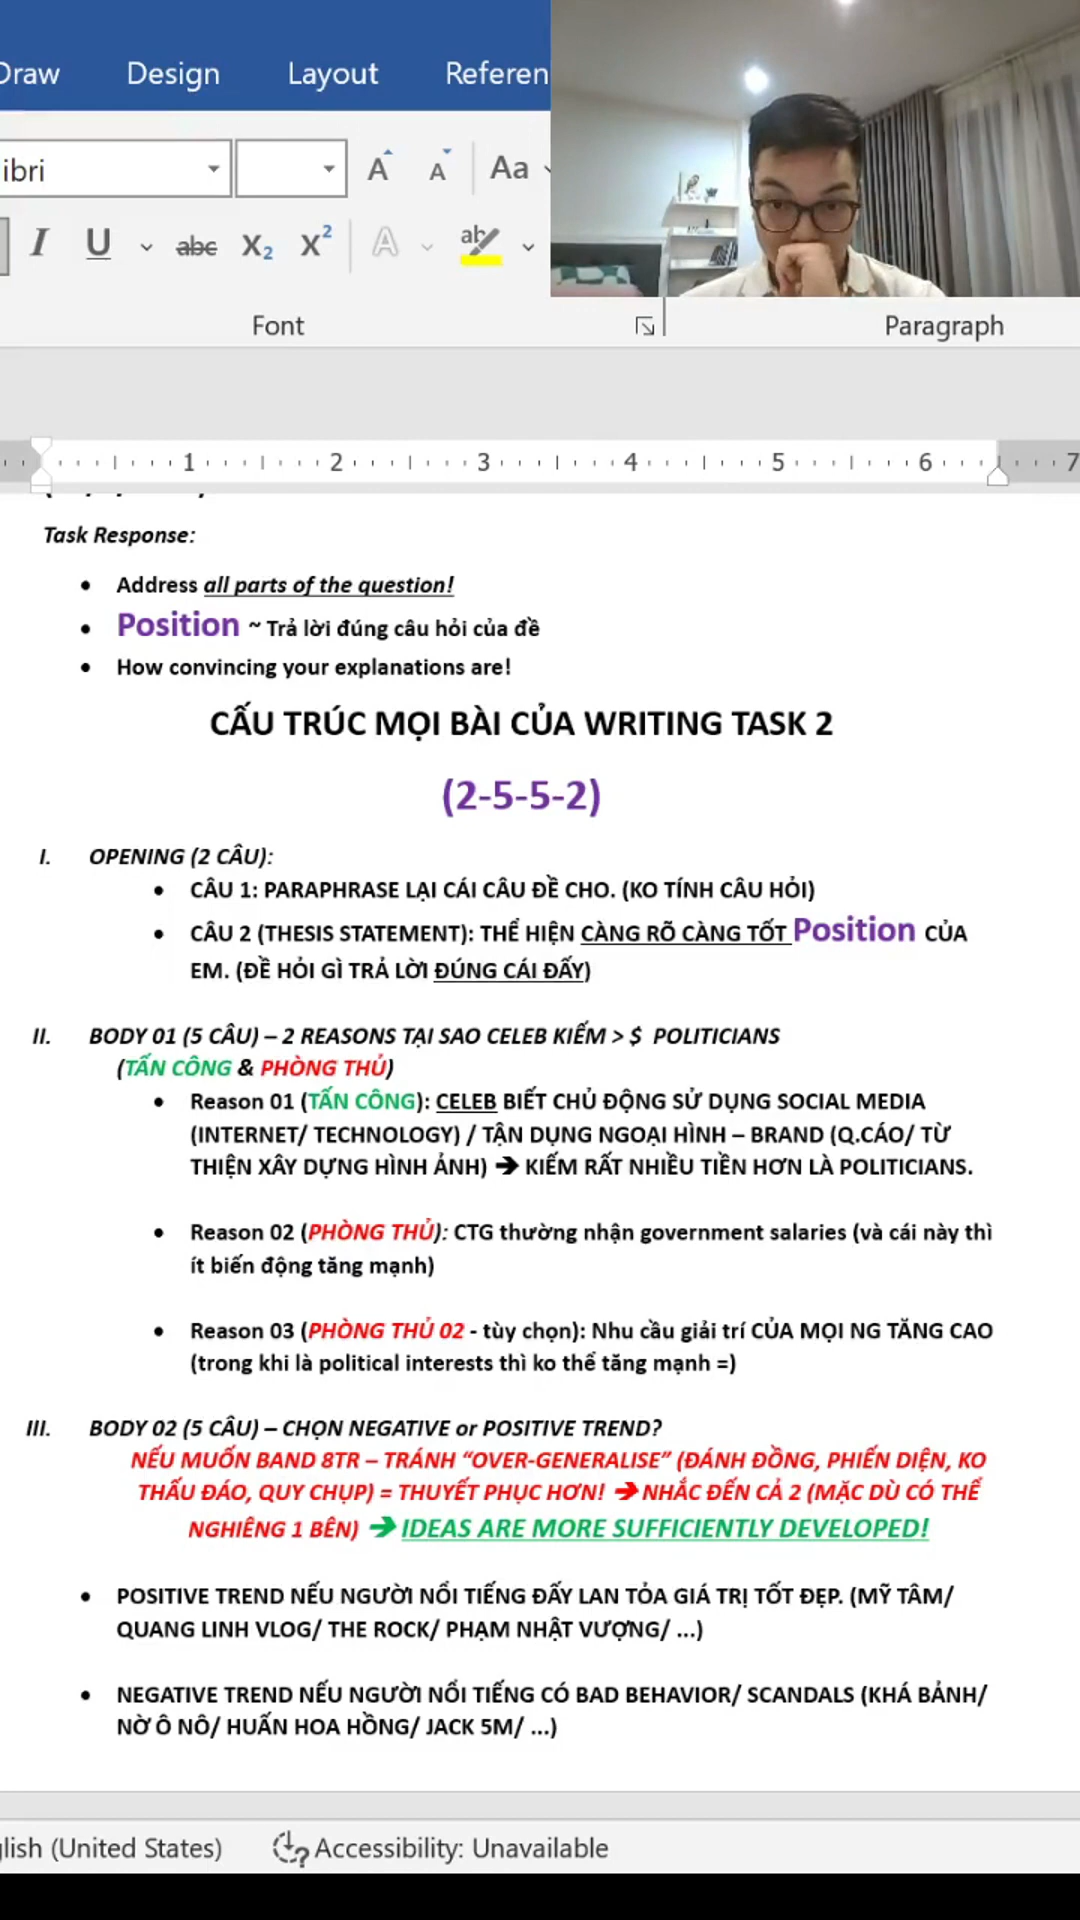 Draw Design Layout Referen
ibri Aa
I U abc X₂ X² A ab
Font Paragraph
1 2 3 4 5 6 7
Task Response:
• Address all parts of the question!
• Position ~ Trả lời đúng câu hỏi của đề
• How convincing your explanations are!
CẤU TRÚC MỌI BÀI CỦA WRITING TASK 2
(2-5-5-2)
I. OPENING (2 CÂU):
• CÂU 1: PARAPHRASE LẠI CÁI CÂU ĐỀ CHO. (KO TÍNH CÂU HỎI)
• CÂU 2 (THESIS STATEMENT): THỂ HIỆN CÀNG RÕ CÀNG TỐT Position CỦA
EM. (ĐỀ HỎI GÌ TRẢ LỜI ĐÚNG CÁI ĐẤY)
II. BODY 01 (5 CÂU) – 2 REASONS TẠI SAO CELEB KIẾM > $ POLITICIANS
(TẤN CÔNG & PHÒNG THỦ)
• Reason 01 (TẤN CÔNG): CELEB BIẾT CHỦ ĐỘNG SỬ DỤNG SOCIAL MEDIA
(INTERNET/ TECHNOLOGY) / TẬN DỤNG NGOẠI HÌNH – BRAND (Q.CÁO/ TỪ
THIỆN XÂY DỰNG HÌNH ẢNH) ➔ KIẾM RẤT NHIỀU TIỀN HƠN LÀ POLITICIANS.
• Reason 02 (PHÒNG THỦ): CTG thường nhận government salaries (và cái này thì
ít biến động tăng mạnh)
• Reason 03 (PHÒNG THỦ 02 - tùy chọn): Nhu cầu giải trí CỦA MỌI NG TĂNG CAO
(trong khi là political interests thì ko thể tăng mạnh =)
III. BODY 02 (5 CÂU) – CHỌN NEGATIVE or POSITIVE TREND?
NẾU MUỐN BAND 8TR – TRÁNH “OVER-GENERALISE” (ĐÁNH ĐỒNG, PHIẾN DIỆN, KO
THẤU ĐÁO, QUY CHỤP) = THUYẾT PHỤC HƠN! ➔ NHẮC ĐẾN CẢ 2 (MẶC DÙ CÓ THỂ
NGHIÊNG 1 BÊN) ➔ IDEAS ARE MORE SUFFICIENTLY DEVELOPED!
• POSITIVE TREND NẾU NGƯỜI NỔI TIẾNG ĐẤY LAN TỎA GIÁ TRỊ TỐT ĐẸP. (MỸ TÂM/
QUANG LINH VLOG/ THE ROCK/ PHẠM NHẬT VƯỢNG/ ...)
• NEGATIVE TREND NẾU NGƯỜI NỔI TIẾNG CÓ BAD BEHAVIOR/ SCANDALS (KHÁ BẢNH/
NỜ Ô NÔ/ HUẤN HOA HỒNG/ JACK 5M/ ...)
glish (United States) Accessibility: Unavailable